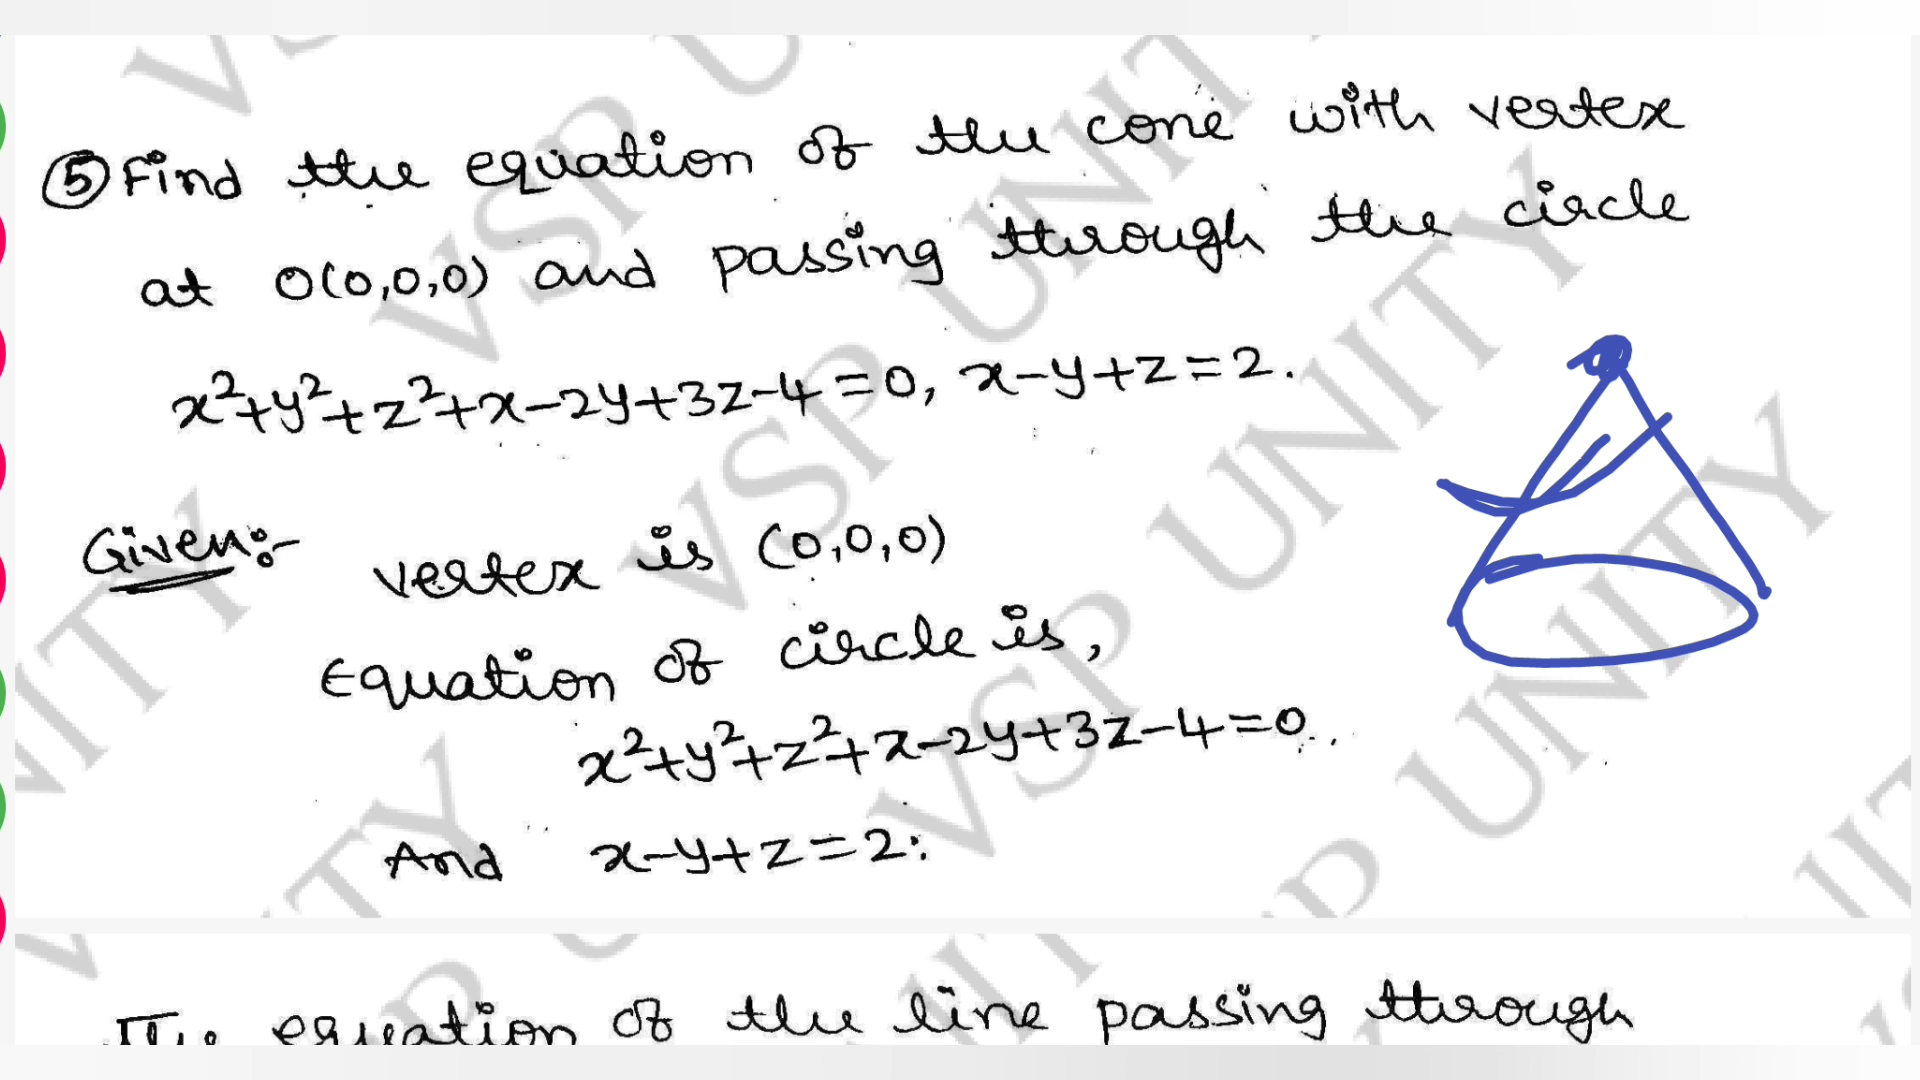 ⑤ Find the equation of the cone with vertex
at O(0,0,0) and passing through the circle
x²+y²+z²+x-2y+3z-4=0, x-y+z=2.
Given:-
vertex is (0,0,0)
Equation of circle is,
x²+y²+z²+x-2y+3z-4=0.
And x-y+z=2.
The equation of the line passing through
VSP UNITY